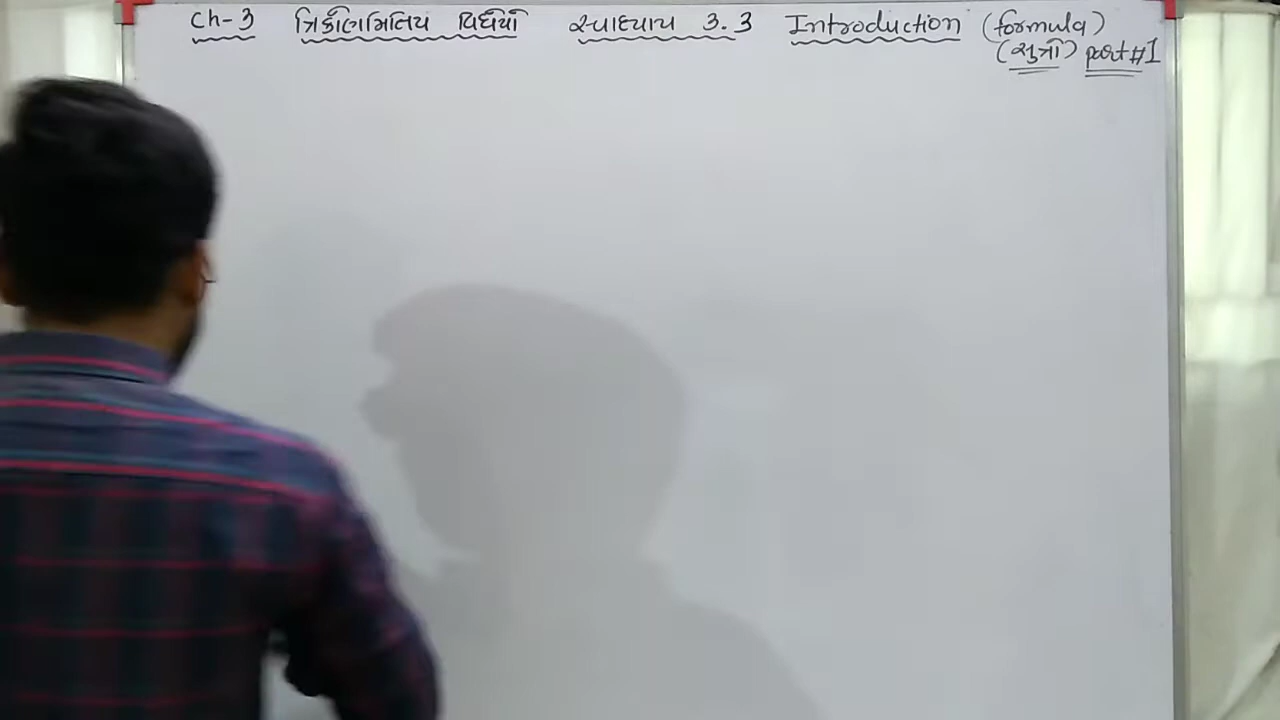 Ch-3 ત્રિકોણમિતિય વિધેયો સ્વાધ્યાય 3.3 Introduction (formula)
(સુત્રો) part#1